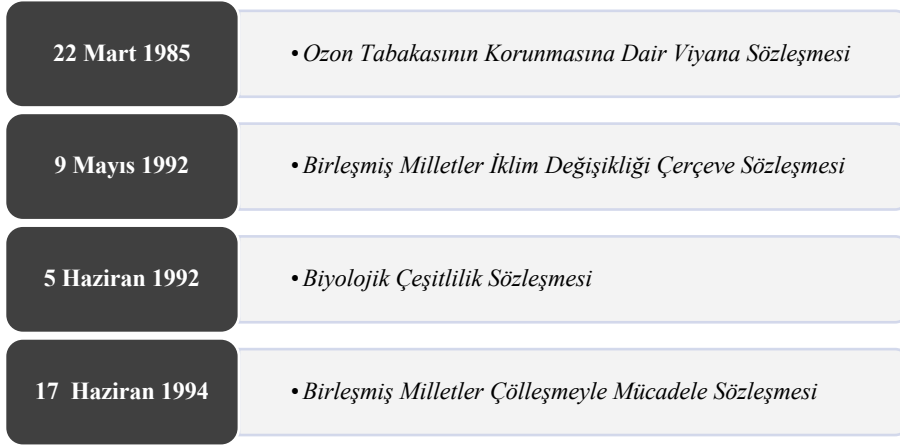 22 Mart 1985
• Ozon Tabakasının Korunmasına Dair Viyana Sözleşmesi
9 Mayıs 1992
• Birleşmiş Milletler İklim Değişikliği Çerçeve Sözleşmesi
5 Haziran 1992
• Biyolojik Çeşitlilik Sözleşmesi
17  Haziran 1994
• Birleşmiş Milletler Çölleşmeyle Mücadele Sözleşmesi